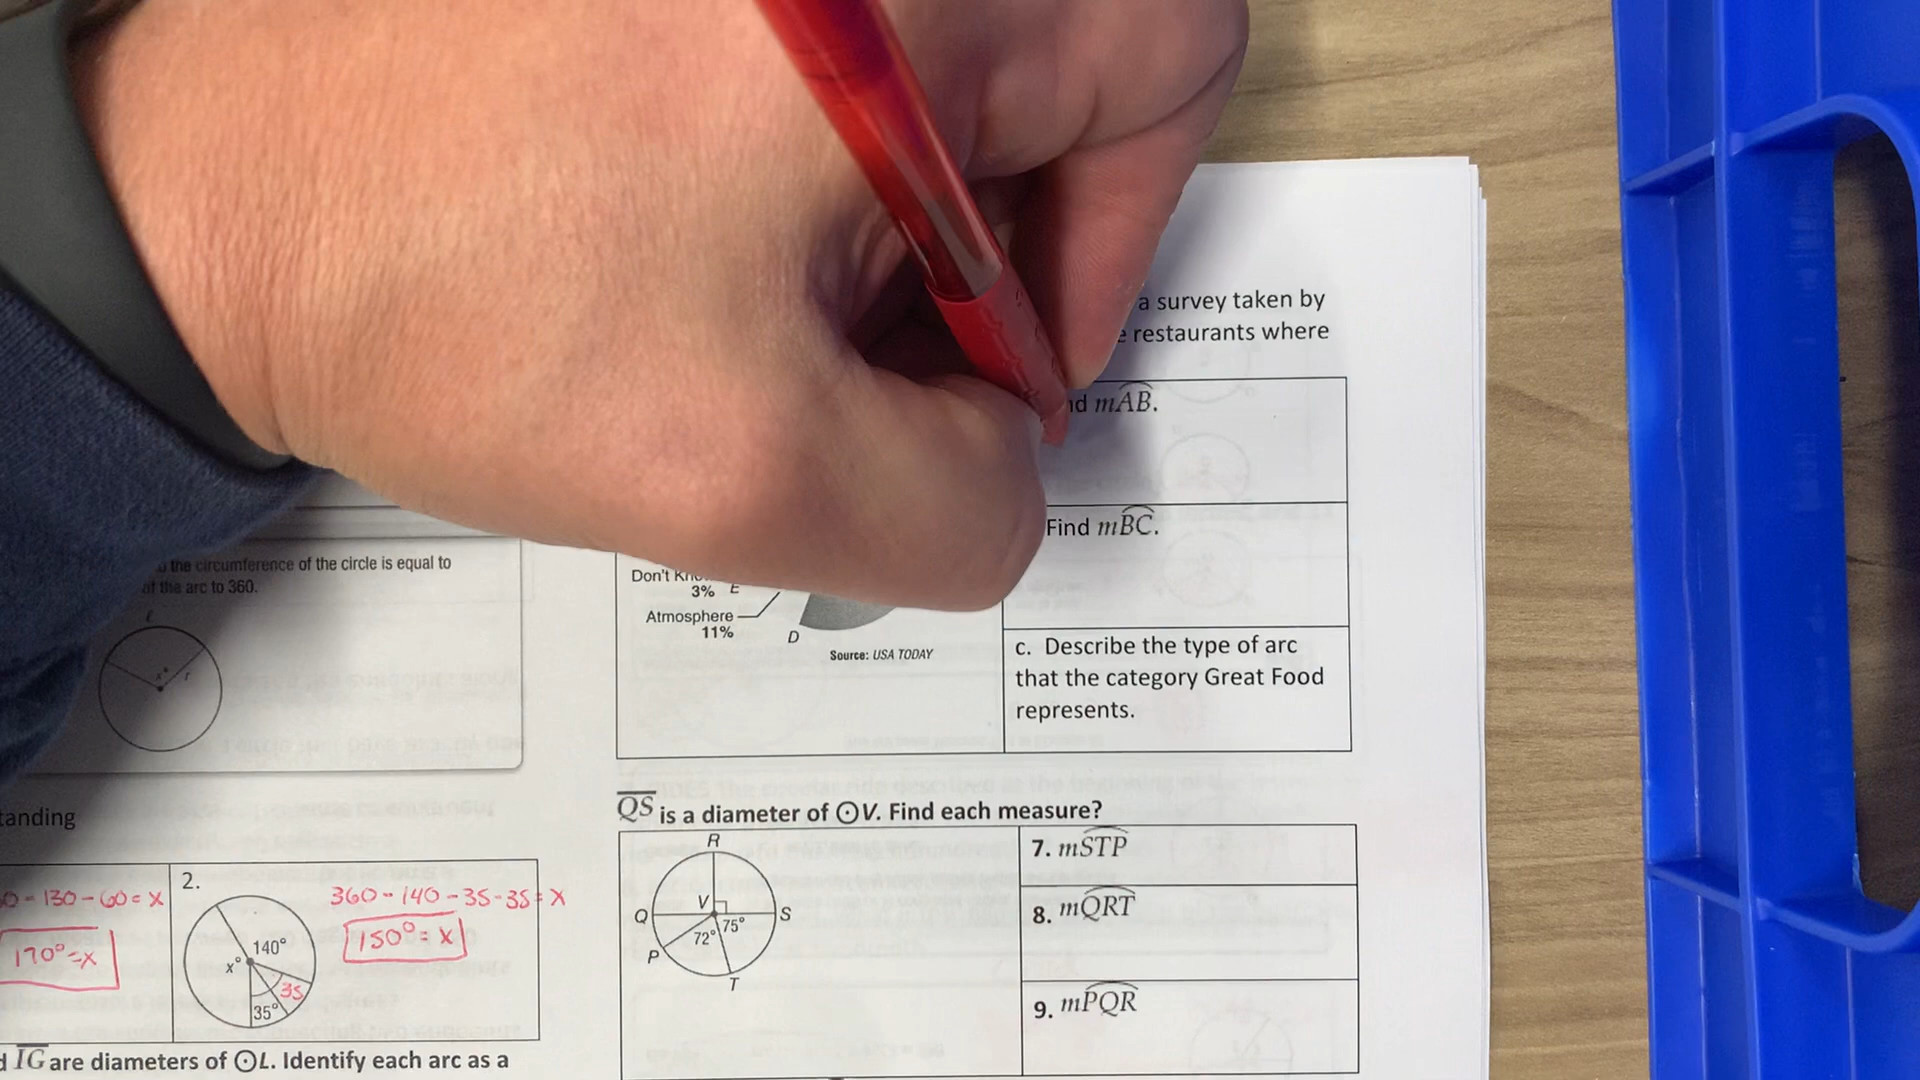 the circumference of the circle is equal to
of the arc to 360.
ℓ
x°
r
tanding
0-130-60=x
170°=x
2.
360-140-35-35=x
150°=x
140°
x°
35
35°
IG are diameters of ⊙L. Identify each arc as a
a survey taken by
restaurants where
mAB.
Find mBC.
Don't
3% E
Atmosphere
11%
D
Source: USA TODAY
c. Describe the type of arc
that the category Great Food
represents.
QS is a diameter of ⊙V. Find each measure?
R
Q
V
S
75°
72°
P
T
7. mSTP
8. mQRT
9. mPQR